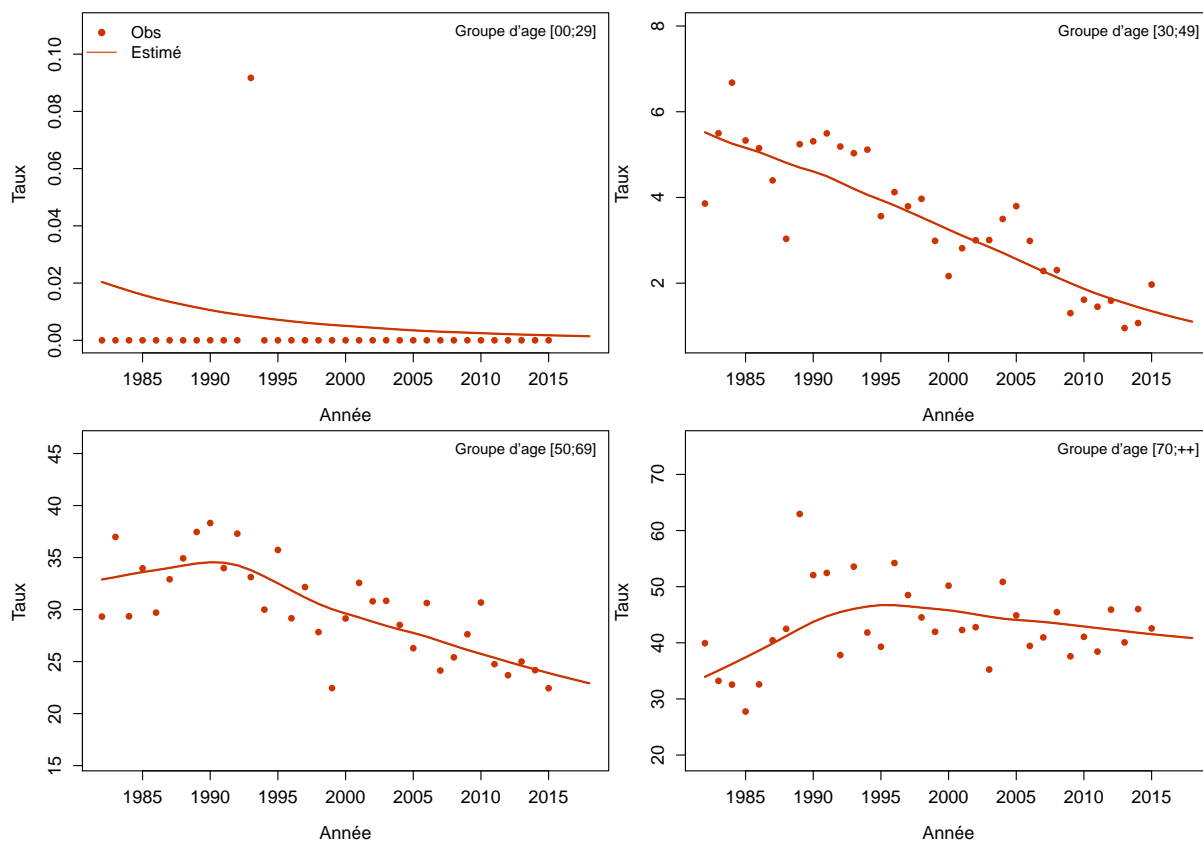 Obs
Estimé
Groupe d'age [00;29]
0.10
0.08
0.06
0.04
0.02
0.00
Taux
1985 1990 1995 2000 2005 2010 2015
Année
Groupe d'age [30;49]
8
6
4
2
Taux
1985 1990 1995 2000 2005 2010 2015
Année
Groupe d'age [50;69]
45
40
35
30
25
20
15
Taux
1985 1990 1995 2000 2005 2010 2015
Année
Groupe d'age [70;++]
70
60
50
40
30
20
Taux
1985 1990 1995 2000 2005 2010 2015
Année